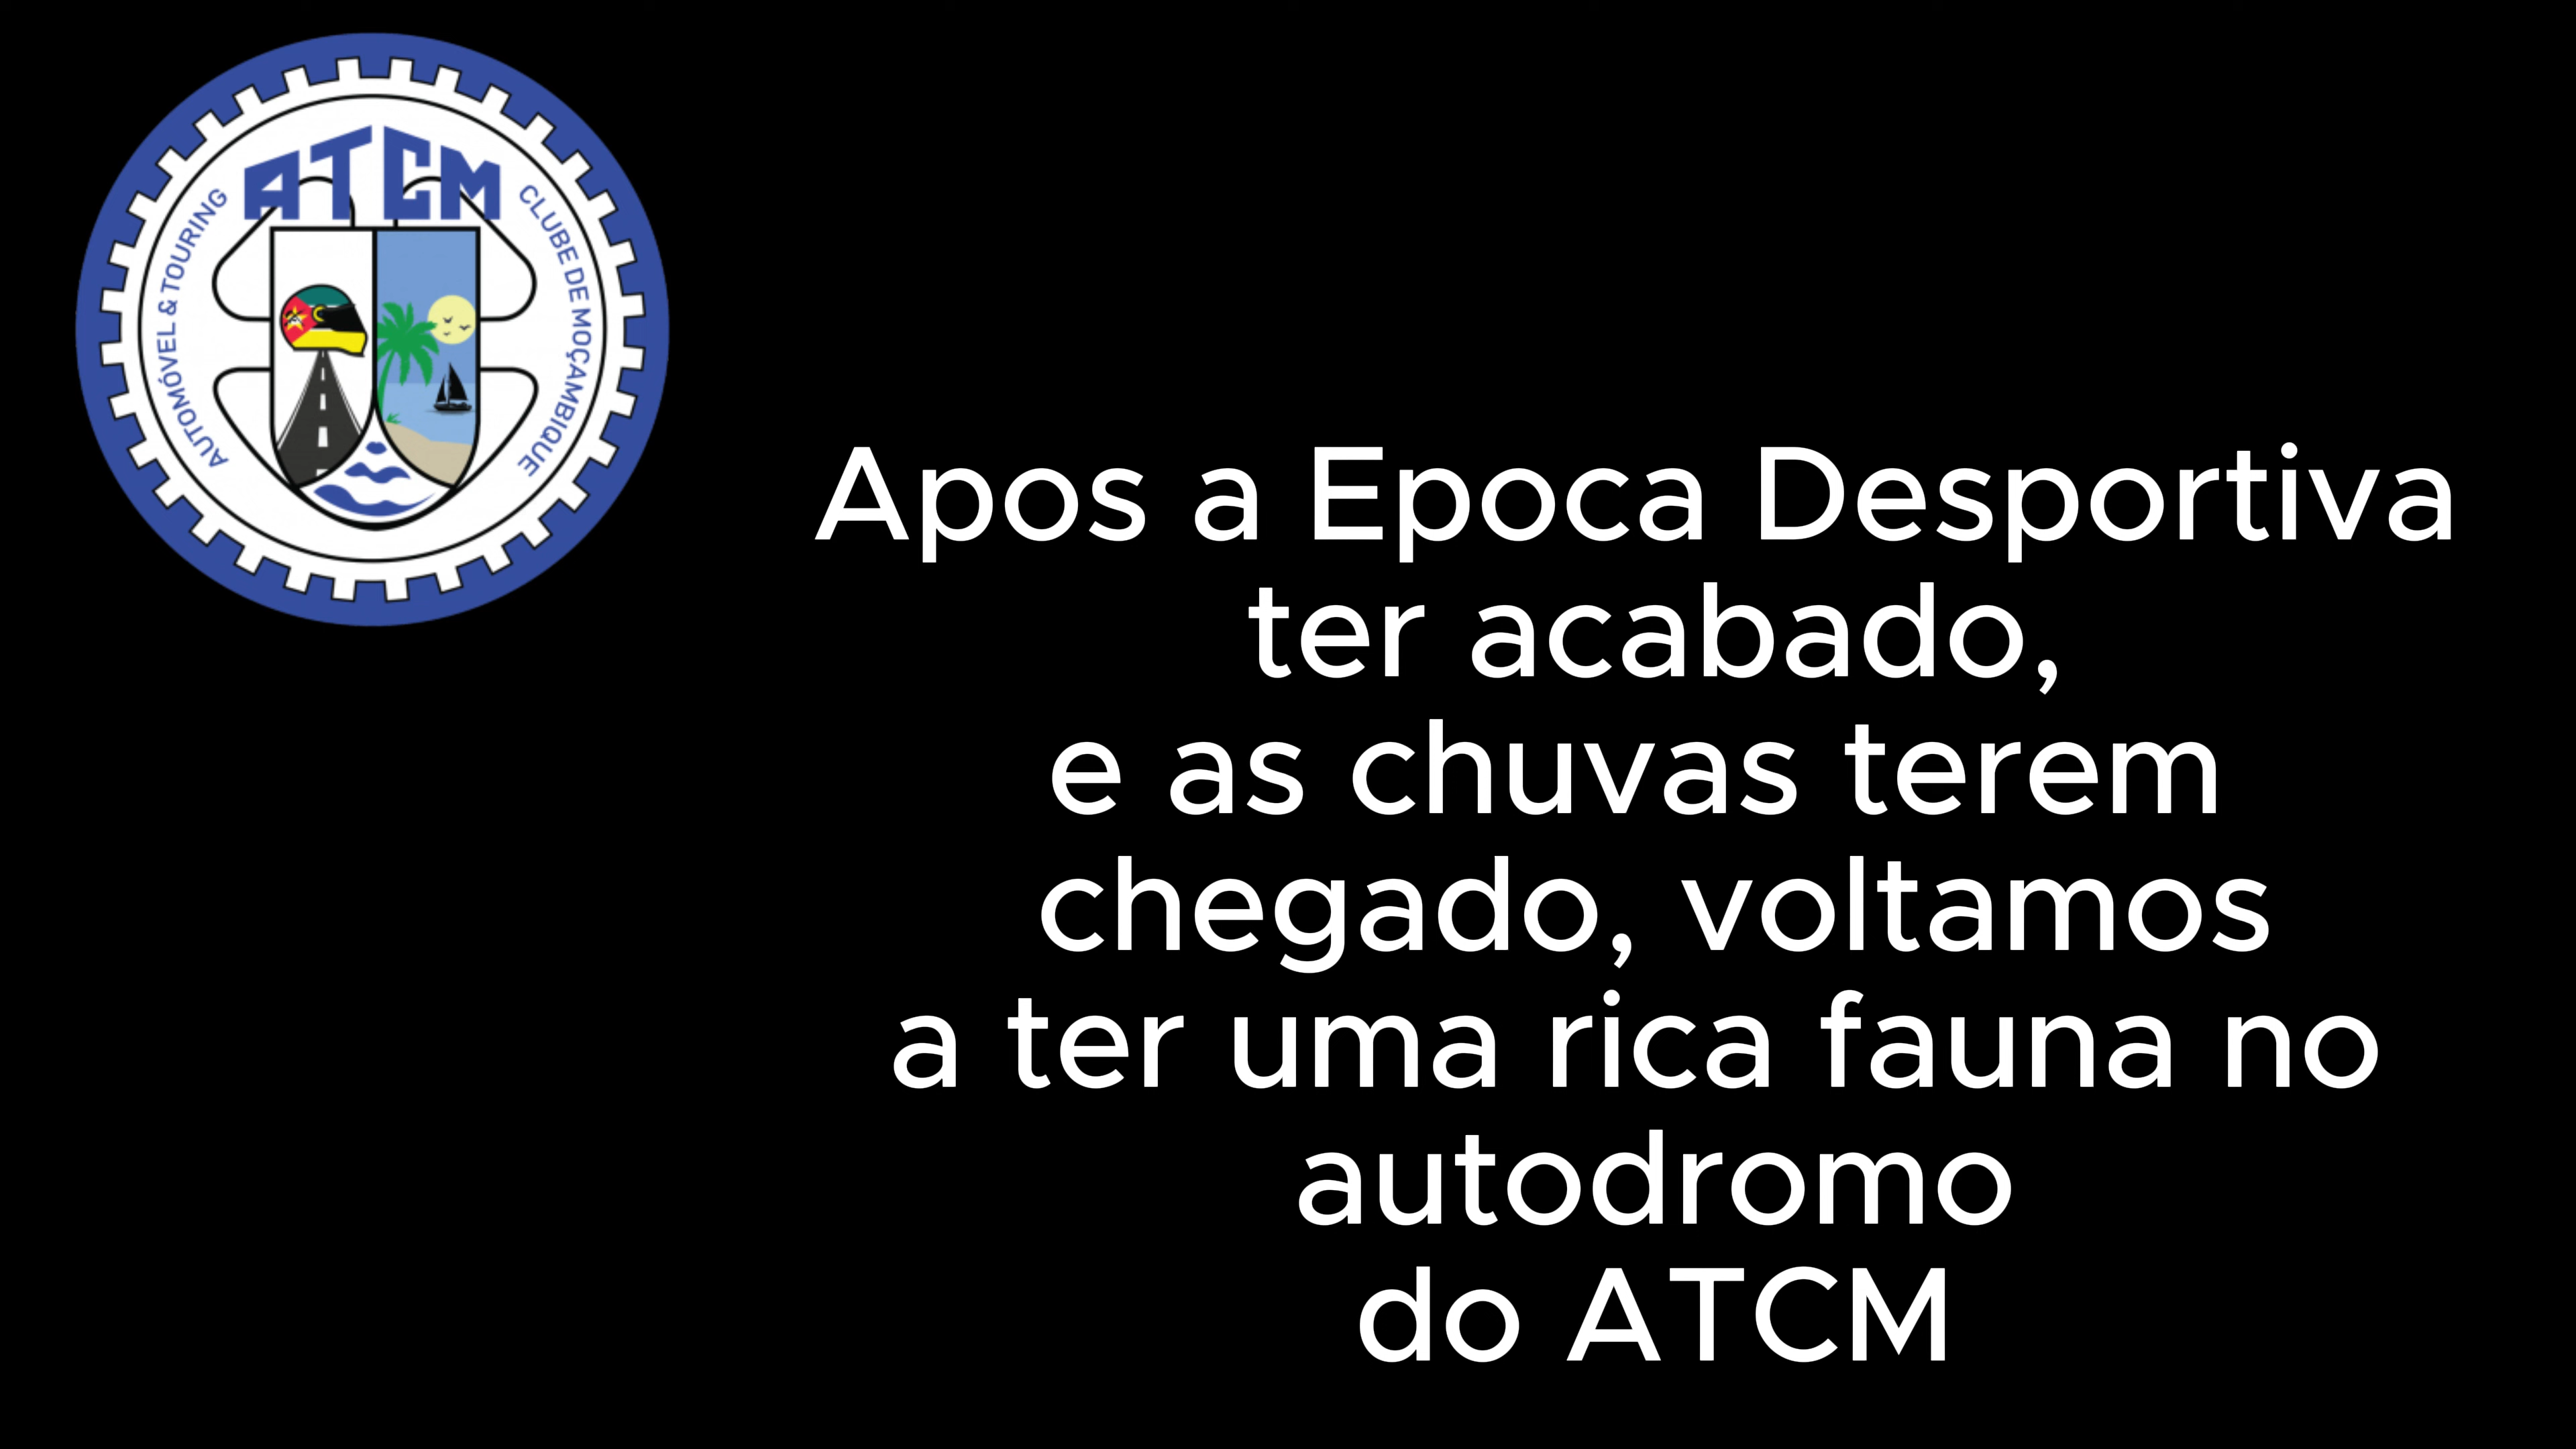 ATCM
AUTOMÓVEL & TOURING
CLUBE DE MOÇAMBIQUE
Apos a Epoca Desportiva
ter acabado,
e as chuvas terem
chegado, voltamos
a ter uma rica fauna no
autodromo
do ATCM